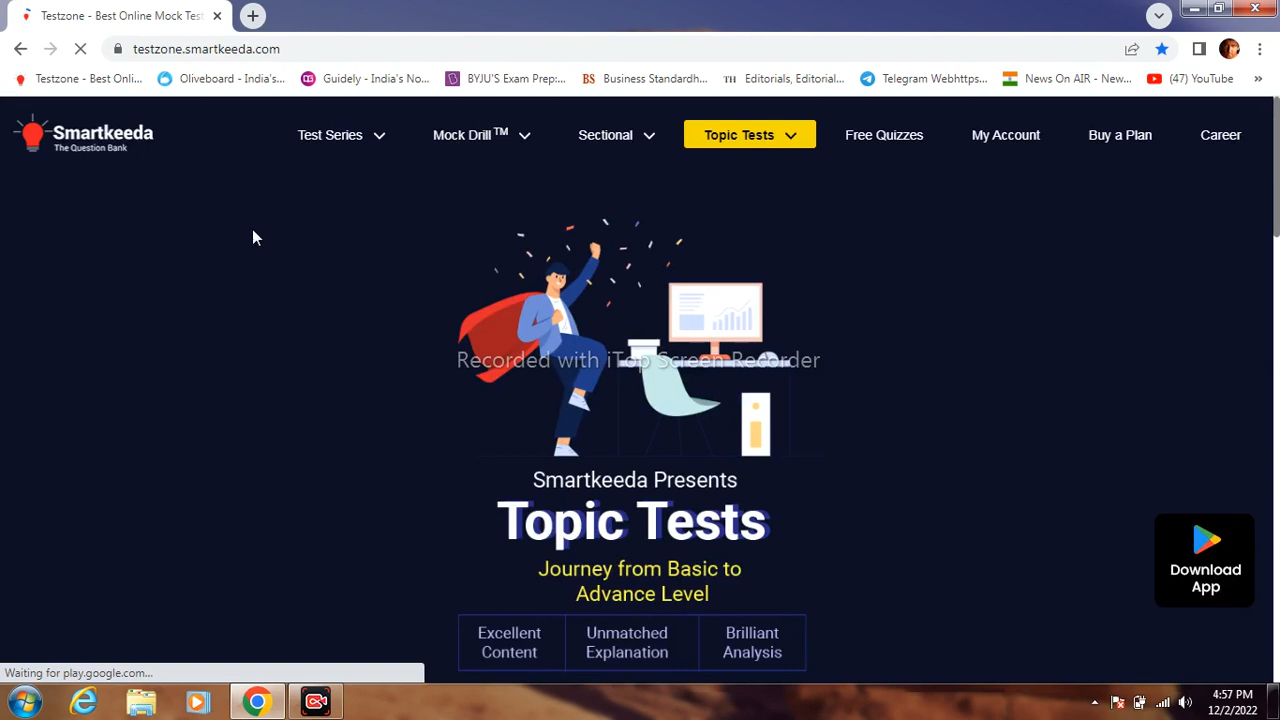 Testzone - Best Online Mock Test
testzone.smartkeeda.com
Testzone - Best Onli... Oliveboard - India's... Guidely - India's No... BYJU'S Exam Prep:... BS Business Standardh... TH Editorials, Editorial... Telegram Webhttps... News On AIR - New... (47) YouTube »
Smartkeeda
The Question Bank
Test Series Mock Drill TM Sectional Topic Tests Free Quizzes My Account Buy a Plan Career
Recorded with iTop Screen Recorder
Smartkeeda Presents
Topic Tests
Journey from Basic to
Advance Level
Excellent Unmatched Brilliant
Content Explanation Analysis
Download
App
Waiting for play.google.com...
4:57 PM
12/2/2022